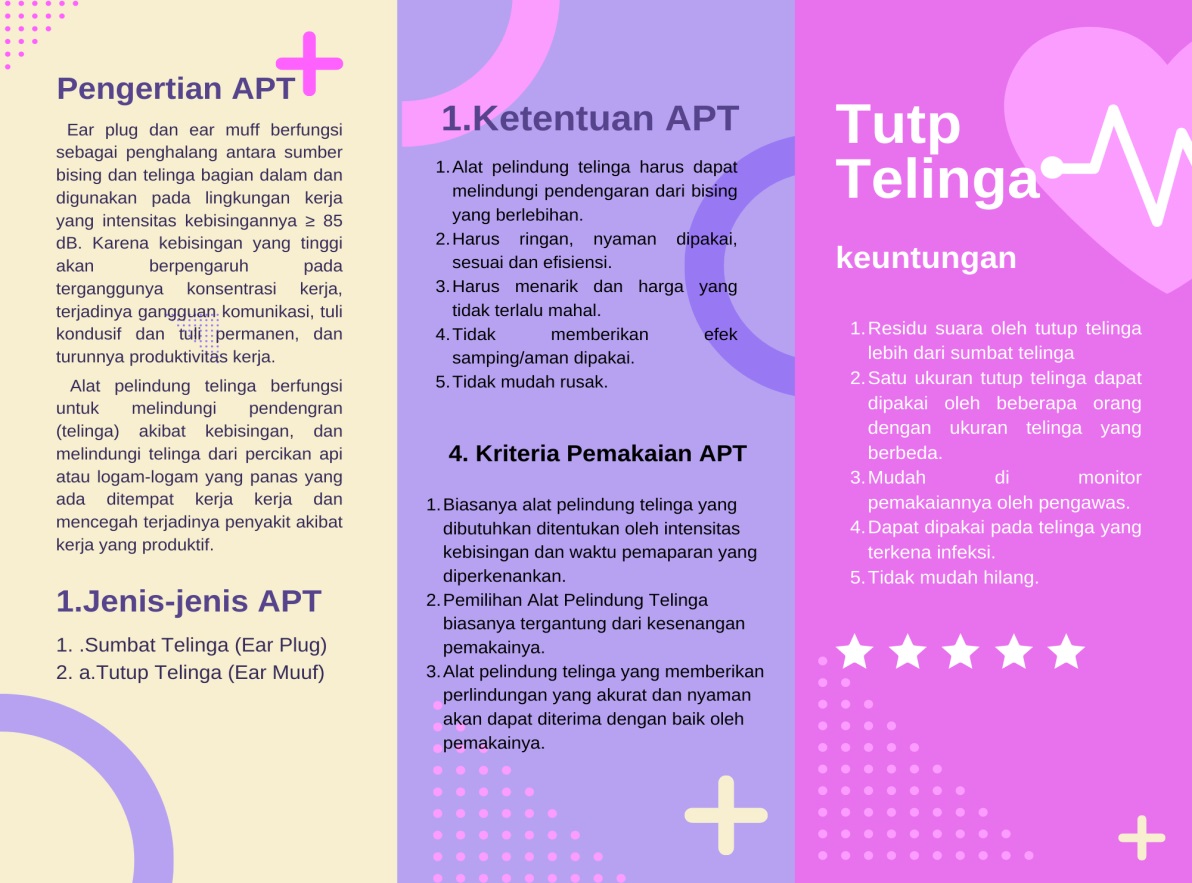 Pengertian APT
Ear plug dan ear muff berfungsi
sebagai penghalang antara sumber
bising dan telinga bagian dalam dan
digunakan pada lingkungan kerja
yang intensitas kebisingannya ≥ 85
dB. Karena kebisingan yang tinggi
akan berpengaruh pada
terganggunya konsentrasi kerja,
terjadinya gangguan komunikasi, tuli
kondusif dan tuli permanen, dan
turunnya produktivitas kerja.
Alat pelindung telinga berfungsi
untuk melindungi pendengran
(telinga) akibat kebisingan, dan
melindungi telinga dari percikan api
atau logam-logam yang panas yang
ada ditempat kerja kerja dan
mencegah terjadinya penyakit akibat
kerja yang produktif.
1.Jenis-jenis APT
1. .Sumbat Telinga (Ear Plug)
2. a.Tutup Telinga (Ear Muuf)
1.Ketentuan APT
1. Alat pelindung telinga harus dapat
melindungi pendengaran dari bising
yang berlebihan.
2. Harus ringan, nyaman dipakai,
sesuai dan efisiensi.
3. Harus menarik dan harga yang
tidak terlalu mahal.
4. Tidak memberikan efek
samping/aman dipakai.
5. Tidak mudah rusak.
4. Kriteria Pemakaian APT
1. Biasanya alat pelindung telinga yang
dibutuhkan ditentukan oleh intensitas
kebisingan dan waktu pemaparan yang
diperkenankan.
2. Pemilihan Alat Pelindung Telinga
biasanya tergantung dari kesenangan
pemakainya.
3. Alat pelindung telinga yang memberikan
perlindungan yang akurat dan nyaman
akan dapat diterima dengan baik oleh
pemakainya.
Tutp
Telinga
keuntungan
1. Residu suara oleh tutup telinga
lebih dari sumbat telinga
2. Satu ukuran tutup telinga dapat
dipakai oleh beberapa orang
dengan ukuran telinga yang
berbeda.
3. Mudah di monitor
pemakaiannya oleh pengawas.
4. Dapat dipakai pada telinga yang
terkena infeksi.
5. Tidak mudah hilang.